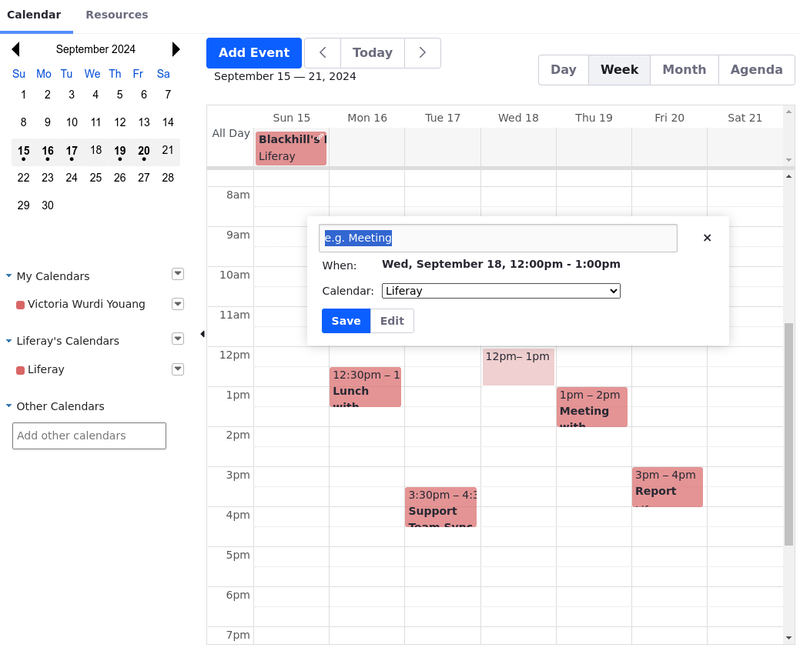 Calendar Resources
September 2024
Su Mo Tu We Th Fr Sa
1 2 3 4 5 6 7
8 9 10 11 12 13 14
15 16 17 18 19 20 21
22 23 24 25 26 27 28
29 30
My Calendars
Victoria Wurdi Youang
Liferay's Calendars
Liferay
Other Calendars
Add other calendars
Add Event Today
September 15 — 21, 2024
Day Week Month Agenda
Sun 15 Mon 16 Tue 17 Wed 18 Thu 19 Fri 20 Sat 21
All Day
Blackhill's
Liferay
8am
9am
10am
11am
12pm
1pm
2pm
3pm
4pm
5pm
6pm
7pm
e.g. Meeting
×
When: Wed, September 18, 12:00pm - 1:00pm
Calendar: Liferay
Save Edit
12:30pm – 1
Lunch
with
3:30pm – 4:3
Support
Team Sync
12pm– 1pm
1pm – 2pm
Meeting
with
3pm – 4pm
Report